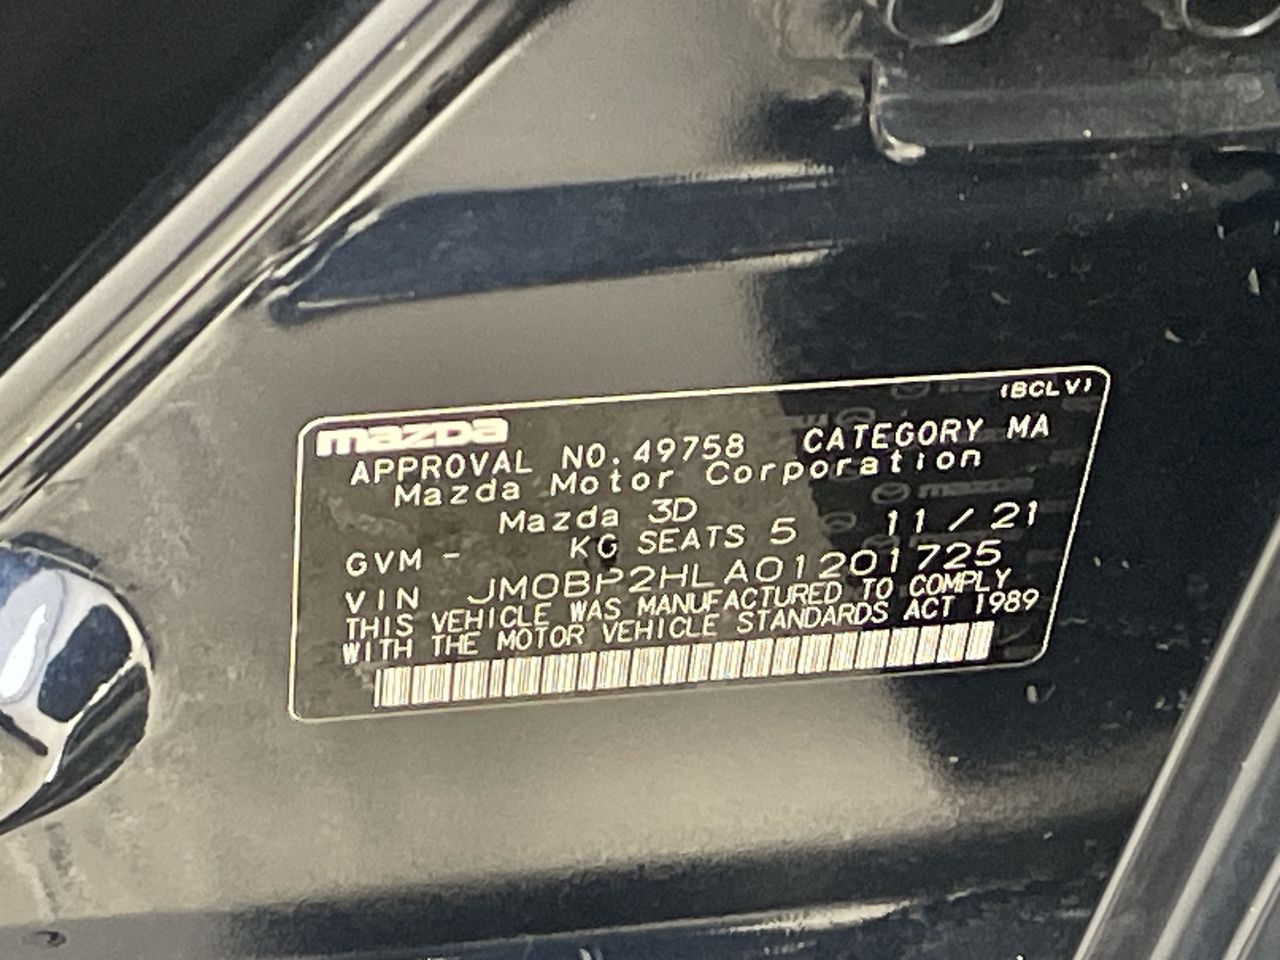 (BCLV)
mazda
APPROVAL NO.49758 CATEGORY MA
Mazda Motor Corporation
Mazda 3D
GVM - KG SEATS 5 11/21
VIN JM0BP2HLA01201725
THIS VEHICLE WAS MANUFACTURED TO COMPLY
WITH THE MOTOR VEHICLE STANDARDS ACT 1989